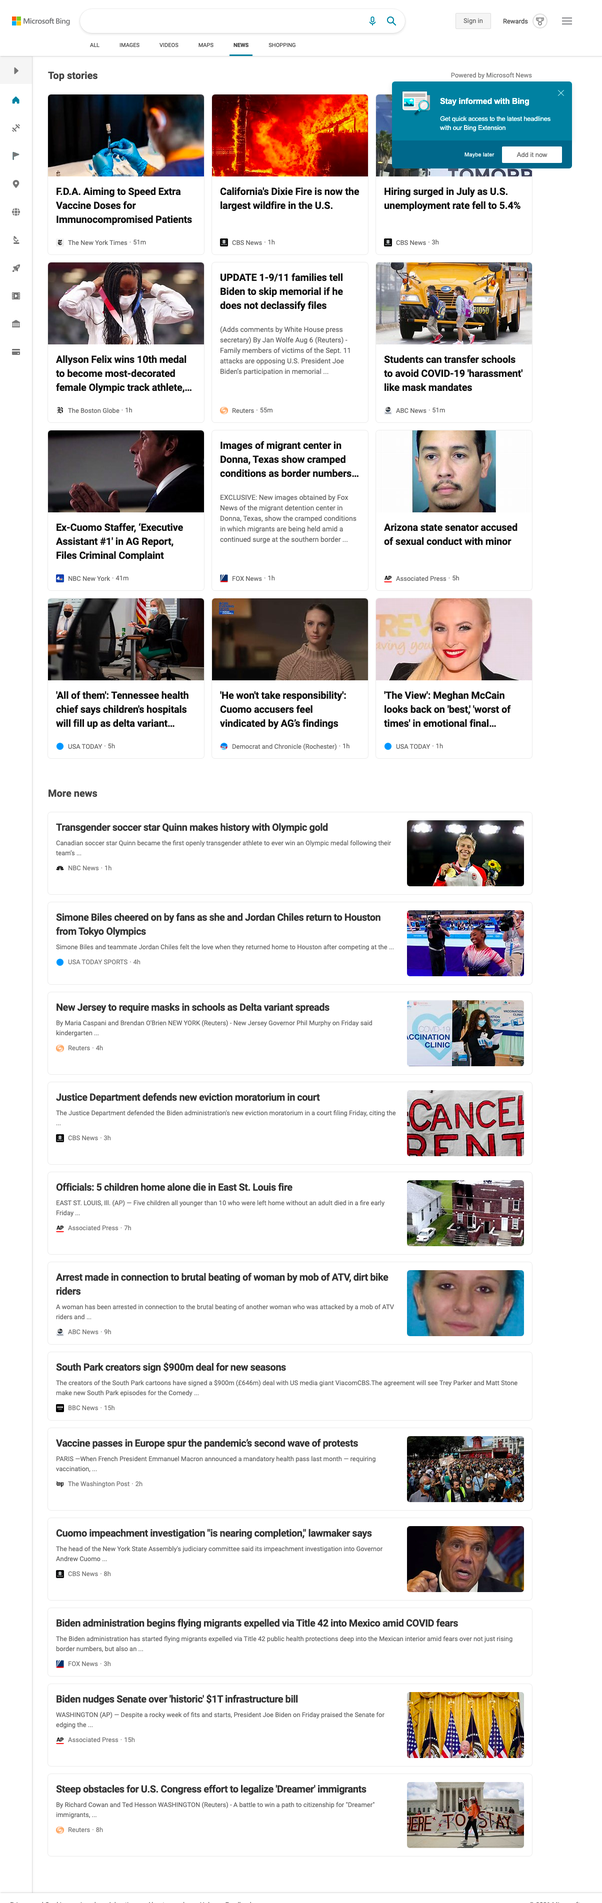 Microsoft Bing
Sign in
Rewards
ALL
IMAGES
VIDEOS
MAPS
NEWS
SHOPPING
Top stories
Powered by Microsoft News
Stay informed with Bing
Get quick access to the latest headlines
with our Bing Extension
Maybe later
Add it now
F.D.A. Aiming to Speed Extra
Vaccine Doses for
Immunocompromised Patients
The New York Times · 51m
California's Dixie Fire is now the
largest wildfire in the U.S.
CBS News · 1h
Hiring surged in July as U.S.
unemployment rate fell to 5.4%
CBS News · 3h
Allyson Felix wins 10th medal
to become most-decorated
female Olympic track athlete,...
The Boston Globe · 1h
UPDATE 1-9/11 families tell
Biden to skip memorial if he
does not declassify files
(Adds comments by White House press
secretary) By Jan Wolfe Aug 6 (Reuters) -
Family members of victims of the Sept. 11
attacks are opposing U.S. President Joe
Biden's participation in memorial ...
Reuters · 55m
Students can transfer schools
to avoid COVID-19 'harassment'
like mask mandates
ABC News · 51m
Ex-Cuomo Staffer, 'Executive
Assistant #1' in AG Report,
Files Criminal Complaint
NBC New York · 41m
Images of migrant center in
Donna, Texas show cramped
conditions as border numbers...
EXCLUSIVE: New images obtained by Fox
News of the migrant detention center in
Donna, Texas, show the cramped conditions
in which migrants are being held amid a
continued surge at the southern border ...
FOX News · 1h
Arizona state senator accused
of sexual conduct with minor
AP Associated Press · 5h
'All of them': Tennessee health
chief says children's hospitals
will fill up as delta variant...
USA TODAY · 5h
'He won't take responsibility':
Cuomo accusers feel
vindicated by AG's findings
Democrat and Chronicle (Rochester) · 1h
'The View': Meghan McCain
looks back on 'best,' 'worst of
times' in emotional final...
USA TODAY · 1h
More news
Transgender soccer star Quinn makes history with Olympic gold
Canadian soccer star Quinn became the first openly transgender athlete to ever win an Olympic medal following their
team's ...
NBC News · 1h
Simone Biles cheered on by fans as she and Jordan Chiles return to Houston
from Tokyo Olympics
Simone Biles and teammate Jordan Chiles felt the love when they returned home to Houston after competing at the ...
USA TODAY SPORTS · 4h
New Jersey to require masks in schools as Delta variant spreads
By Maria Caspani and Brendan O'Brien NEW YORK (Reuters) - New Jersey Governor Phil Murphy on Friday said
kindergarten ...
Reuters · 4h
COVID-19
ACCINATION
CLINIC
Justice Department defends new eviction moratorium in court
The Justice Department defended the Biden administration's new eviction moratorium in a court filing Friday, citing the
...
CBS News · 3h
CANCEL
RENT
Officials: 5 children home alone die in East St. Louis fire
EAST ST. LOUIS, Ill. (AP) — Five children all younger than 10 who were left home without an adult died in a fire early
Friday ...
AP Associated Press · 7h
Arrest made in connection to brutal beating of woman by mob of ATV, dirt bike
riders
A woman has been arrested in connection to the brutal beating of another woman who was attacked by a mob of ATV
riders and ...
ABC News · 9h
South Park creators sign $900m deal for new seasons
The creators of the South Park cartoons have signed a $900m (£646m) deal with US media giant ViacomCBS.The agreement will see Trey Parker and Matt Stone
make new South Park episodes for the Comedy ...
BBC News · 15h
Vaccine passes in Europe spur the pandemic's second wave of protests
PARIS —When French President Emmanuel Macron announced a mandatory health pass last month — requiring
vaccination, ...
wp The Washington Post · 2h
Cuomo impeachment investigation "is nearing completion," lawmaker says
The head of the New York State Assembly's judiciary committee said its impeachment investigation into Governor
Andrew Cuomo ...
CBS News · 8h
Biden administration begins flying migrants expelled via Title 42 into Mexico amid COVID fears
The Biden administration has started flying migrants expelled via Title 42 public health protections deep into the Mexican interior amid fears over not just rising
border numbers, but also an ...
FOX News · 3h
Biden nudges Senate over 'historic' $1T infrastructure bill
WASHINGTON (AP) — Despite a rocky week of fits and starts, President Joe Biden on Friday praised the Senate for
edging the ...
AP Associated Press · 15h
Steep obstacles for U.S. Congress effort to legalize 'Dreamer' immigrants
By Richard Cowan and Ted Hesson WASHINGTON (Reuters) - A battle to win a path to citizenship for "Dreamer"
immigrants, ...
Reuters · 8h
HERE TO STAY